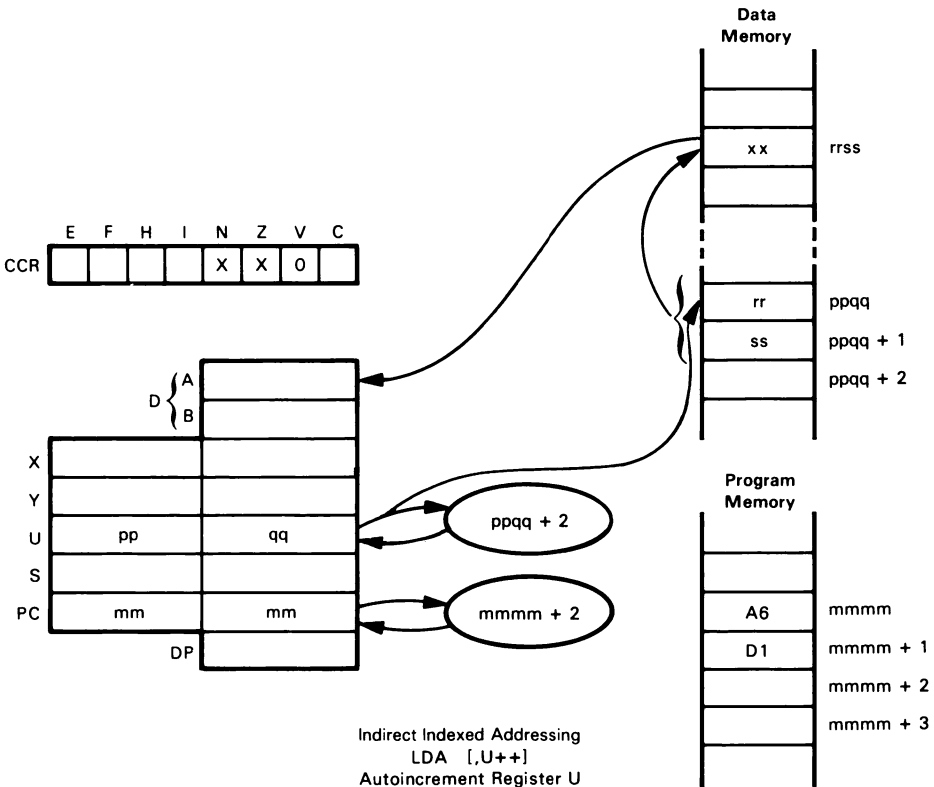 Data
Memory
xx rrss
E F H I N Z V C
CCR X X 0
rr ppqq
ss ppqq + 1
ppqq + 2
D A
B
X
Y
U pp qq
ppqq + 2
S
PC mm mm
mmmm + 2
DP
Program
Memory
A6 mmmm
D1 mmmm + 1
mmmm + 2
mmmm + 3
Indirect Indexed Addressing
LDA [,U++]
Autoincrement Register U